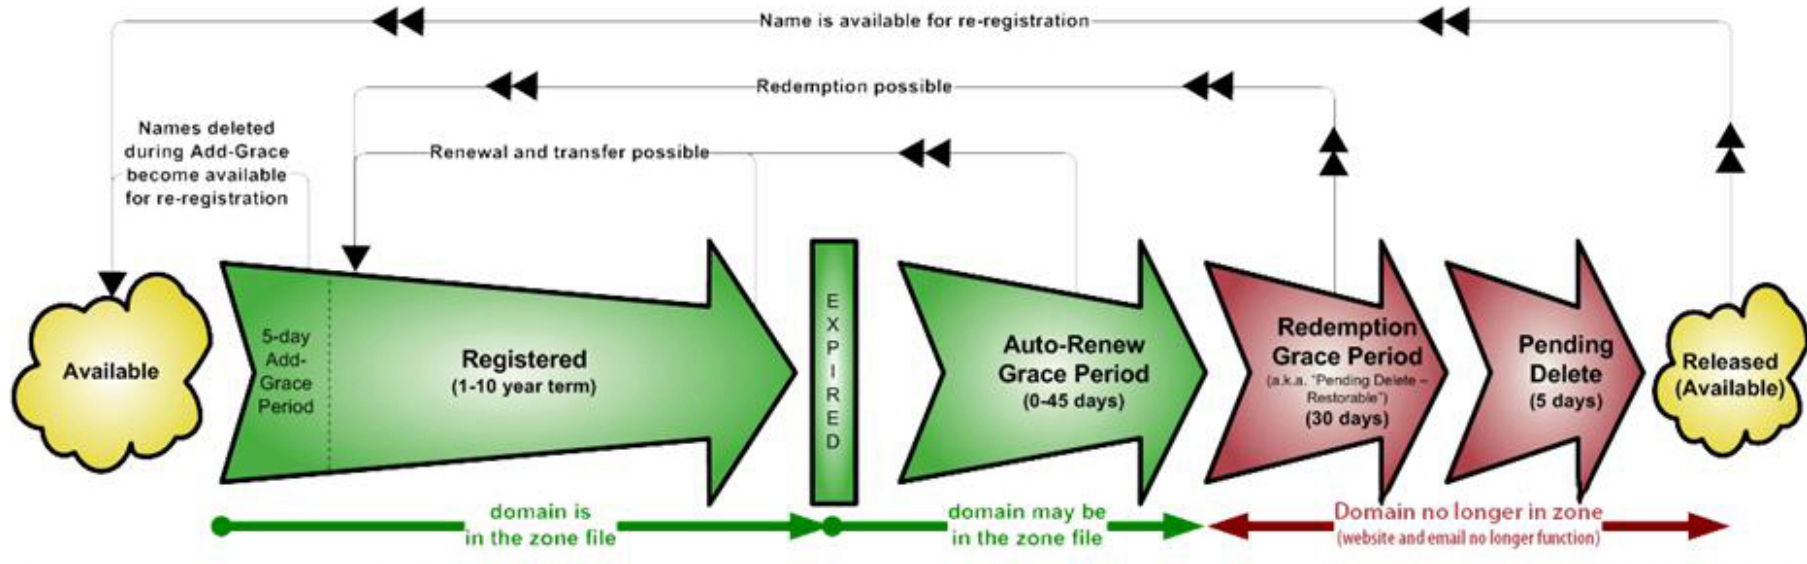 Name is available for re-registration
Redemption possible
Names deleted
during Add-Grace
become available
for re-registration
Renewal and transfer possible
Available
5-day
Add-
Grace
Period
Registered
(1-10 year term)
EXPIRED
Auto-Renew
Grace Period
(0-45 days)
Redemption
Grace Period
(a.k.a. "Pending Delete –
Restorable")
(30 days)
Pending
Delete
(5 days)
Released
(Available)
domain is
in the zone file
domain may be
in the zone file
Domain no longer in zone
(website and email no longer function)